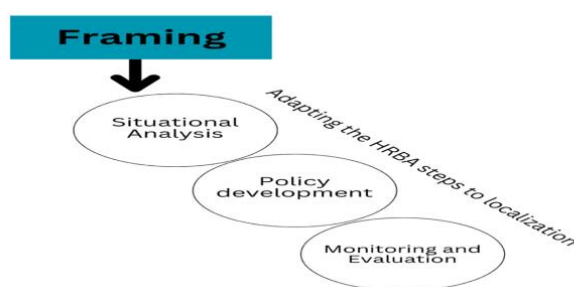 Framing
Situational
Analysis
Adapting the HRBA steps to localization
Policy
development
Monitoring and
Evaluation